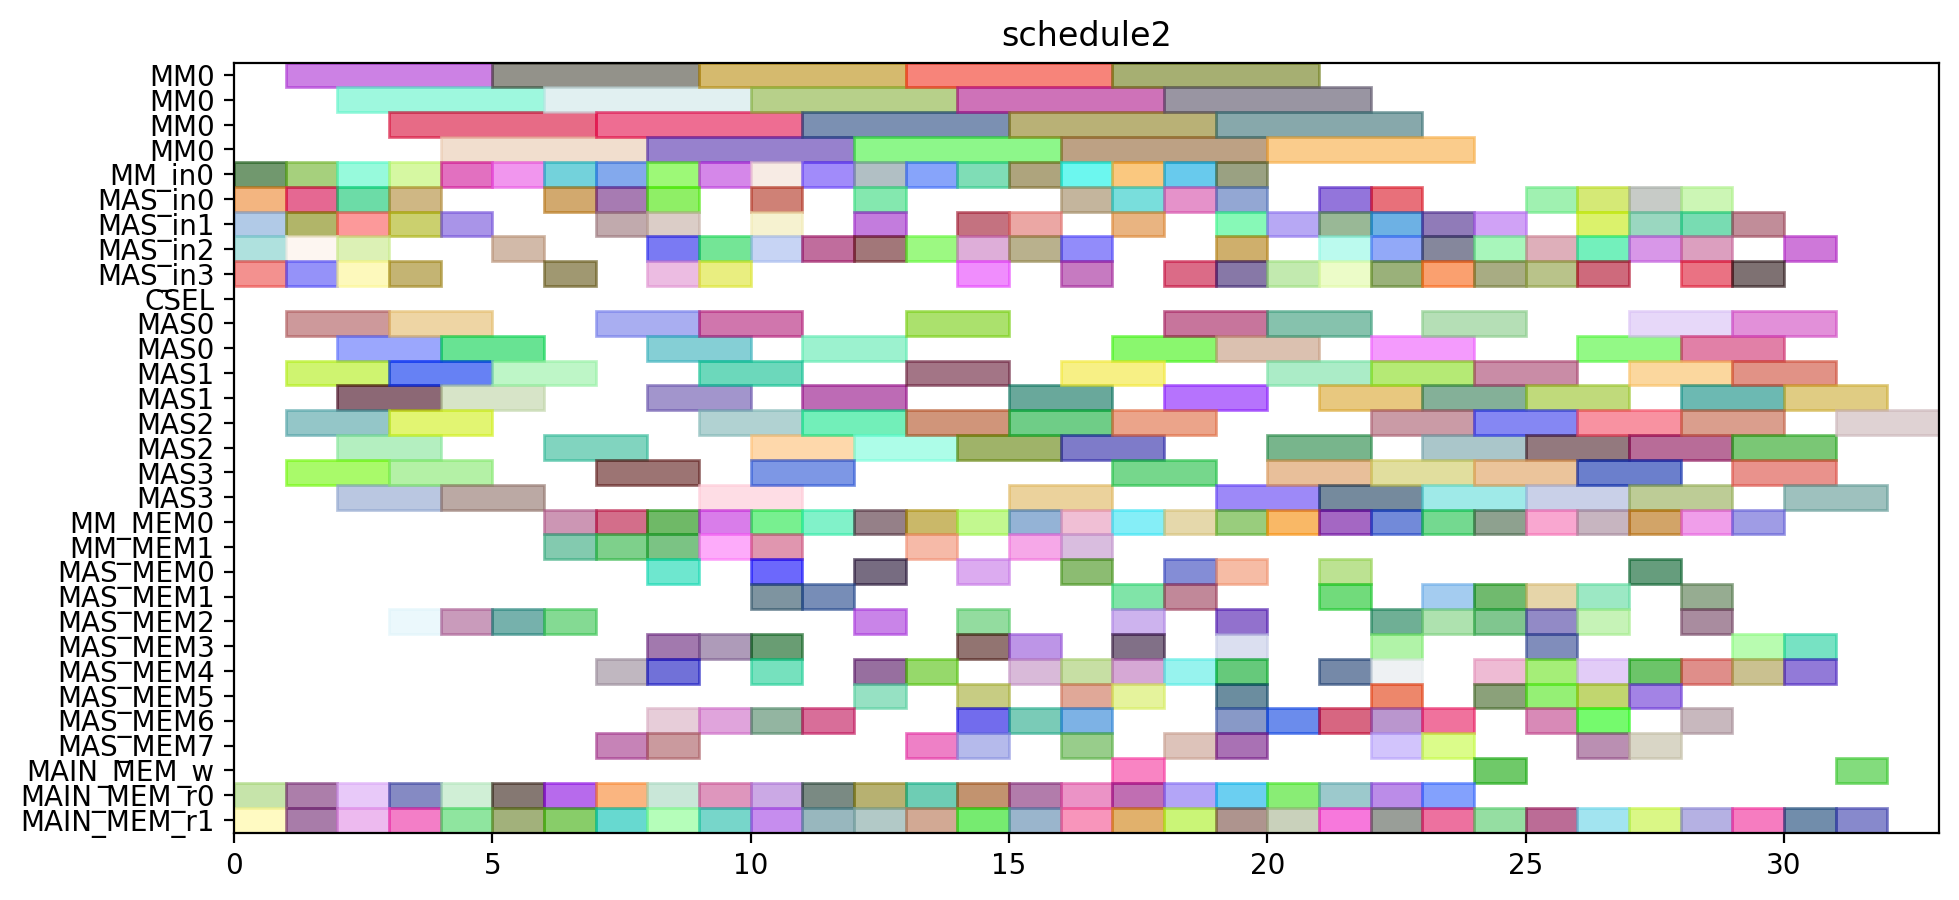 schedule2
MM0
MM0
MM0
MM0
MM_in0
MAS_in0
MAS_in1
MAS_in2
MAS_in3
CSEL
MAS0
MAS0
MAS1
MAS1
MAS2
MAS2
MAS3
MAS3
MM_MEM0
MM_MEM1
MAS_MEM0
MAS_MEM1
MAS_MEM2
MAS_MEM3
MAS_MEM4
MAS_MEM5
MAS_MEM6
MAS_MEM7
MAIN_MEM_w
MAIN_MEM_r0
MAIN_MEM_r1
0 5 10 15 20 25 30